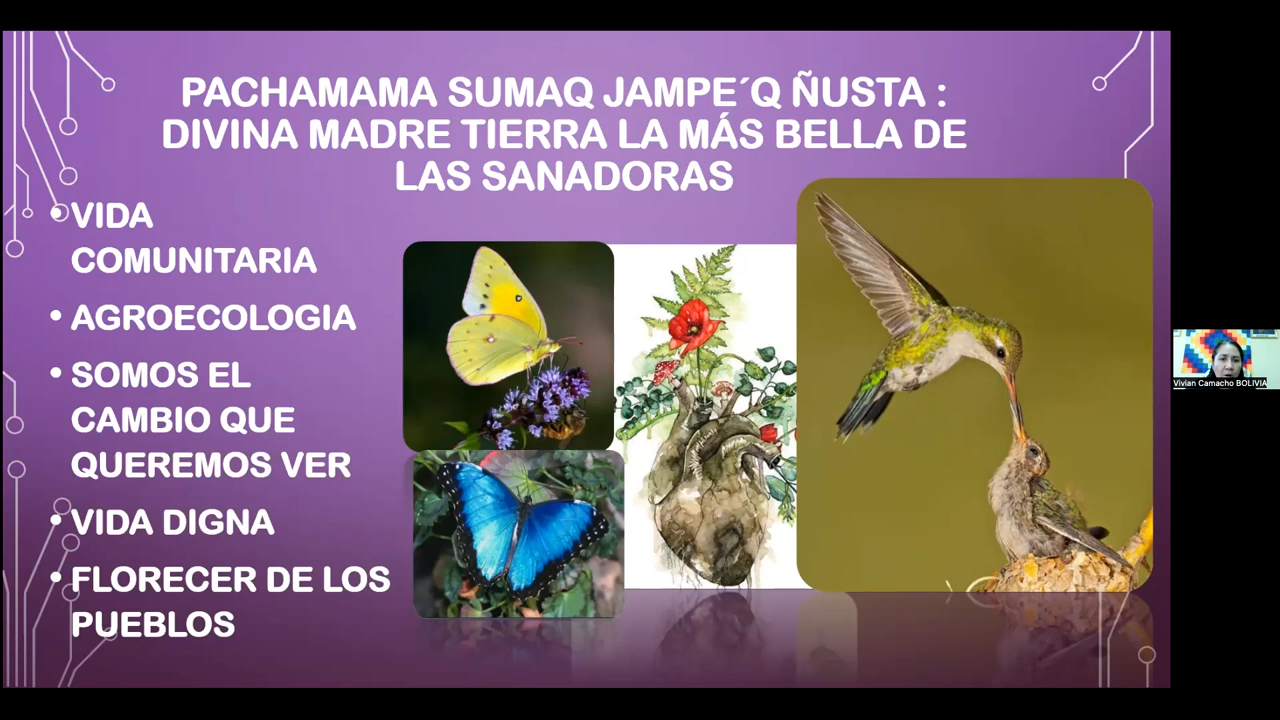 PACHAMAMA SUMAQ JAMPE´Q ÑUSTA :
DIVINA MADRE TIERRA LA MÁS BELLA DE
LAS SANADORAS
• VIDA
COMUNITARIA
• AGROECOLOGIA
• SOMOS EL
CAMBIO QUE
QUEREMOS VER
• VIDA DIGNA
• FLORECER DE LOS
PUEBLOS
Vivian Camacho BOLIVIA